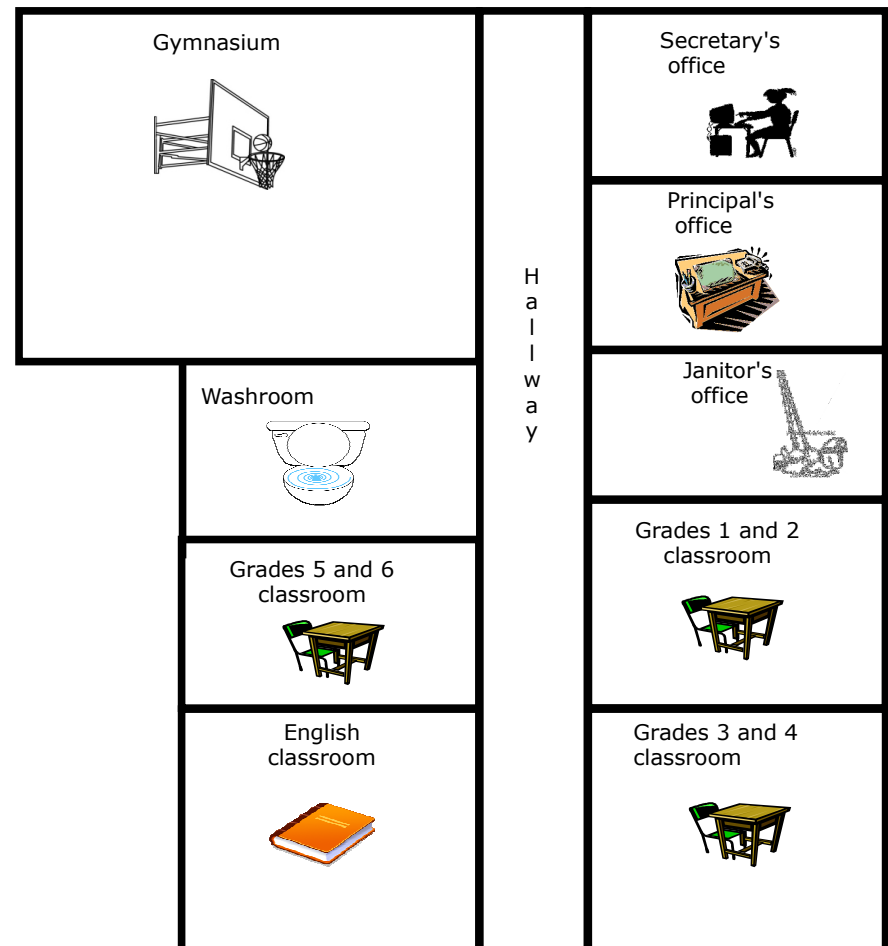 Gymnasium
Secretary's
office
Principal's
office
H
a
l
l
w
a
y
Janitor's
office
Washroom
Grades 1 and 2
classroom
Grades 5 and 6
classroom
English
classroom
Grades 3 and 4
classroom